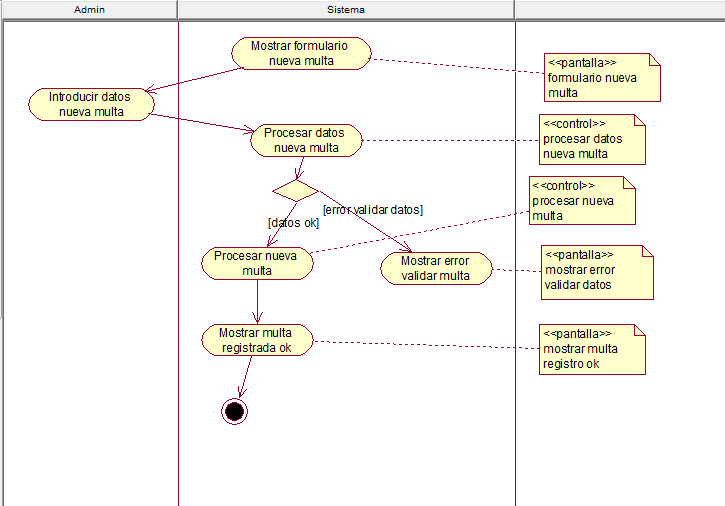 Admin
Sistema
Mostrar formulario
nueva multa
<<pantalla>>
formulario nueva
multa
Introducir datos
nueva multa
Procesar datos
nueva multa
<<control>>
procesar datos
nueva multa
[datos ok]
[error validar datos]
<<control>>
procesar nueva
multa
Procesar nueva
multa
Mostrar error
validar multa
<<pantalla>>
mostrar error
validar datos
Mostrar multa
registrada ok
<<pantalla>>
mostrar multa
registro ok